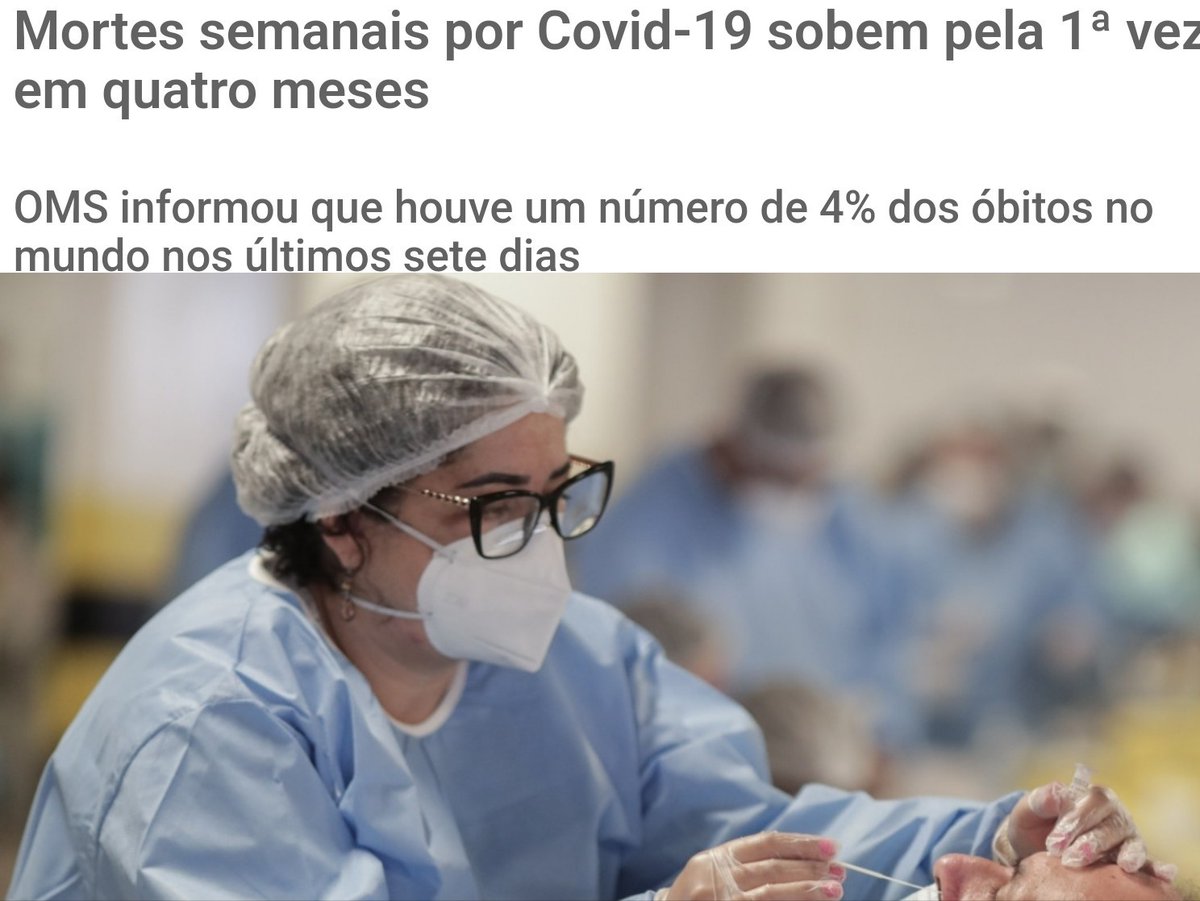 Mortes semanais por Covid-19 sobem pela 1ª vez
em quatro meses
OMS informou que houve um número de 4% dos óbitos no
mundo nos últimos sete dias